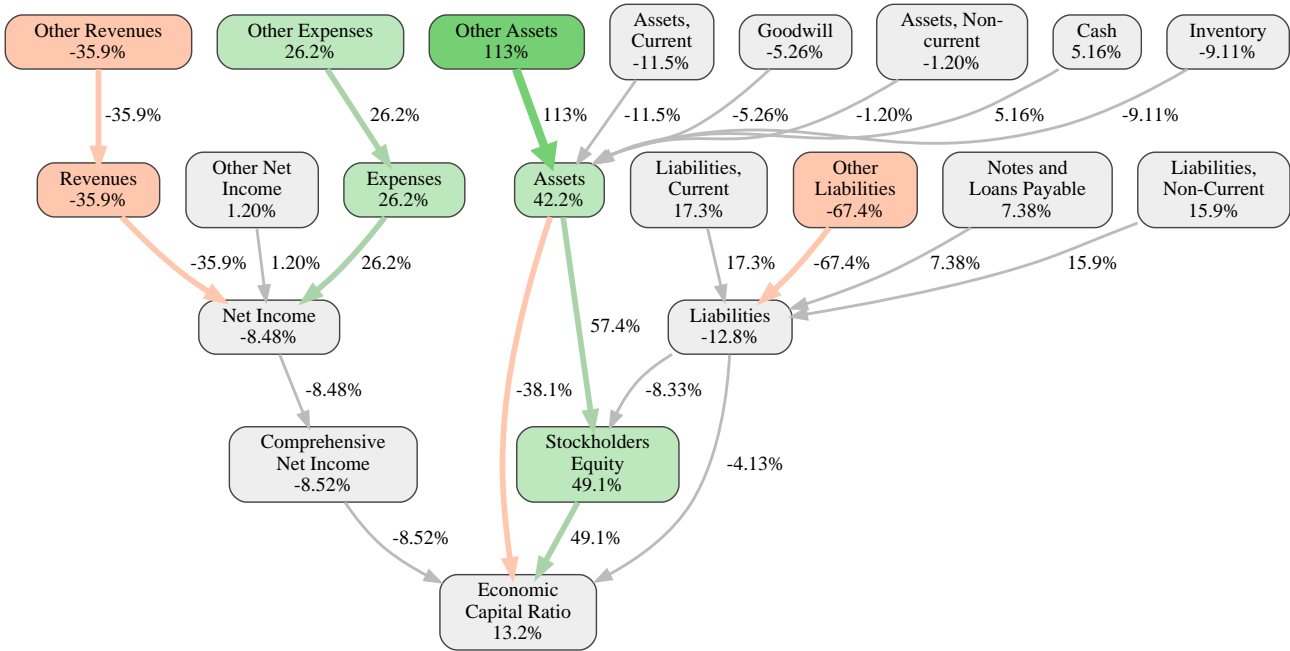 Other Revenues
-35.9%
Other Expenses
26.2%
Other Assets
113%
Assets,
Current
-11.5%
Goodwill
-5.26%
Assets, Non-
current
-1.20%
Cash
5.16%
Inventory
-9.11%
-35.9%
26.2%
113%
-11.5%
-5.26%
-1.20%
5.16%
-9.11%
Revenues
-35.9%
Other Net
Income
1.20%
Expenses
26.2%
Assets
42.2%
Liabilities,
Current
17.3%
Other
Liabilities
-67.4%
Notes and
Loans Payable
7.38%
Liabilities,
Non-Current
15.9%
-35.9%
1.20%
26.2%
17.3%
-67.4%
7.38%
15.9%
Net Income
-8.48%
57.4%
Liabilities
-12.8%
-8.48%
-38.1%
-8.33%
Comprehensive
Net Income
-8.52%
Stockholders
Equity
49.1%
-4.13%
-8.52%
49.1%
Economic
Capital Ratio
13.2%